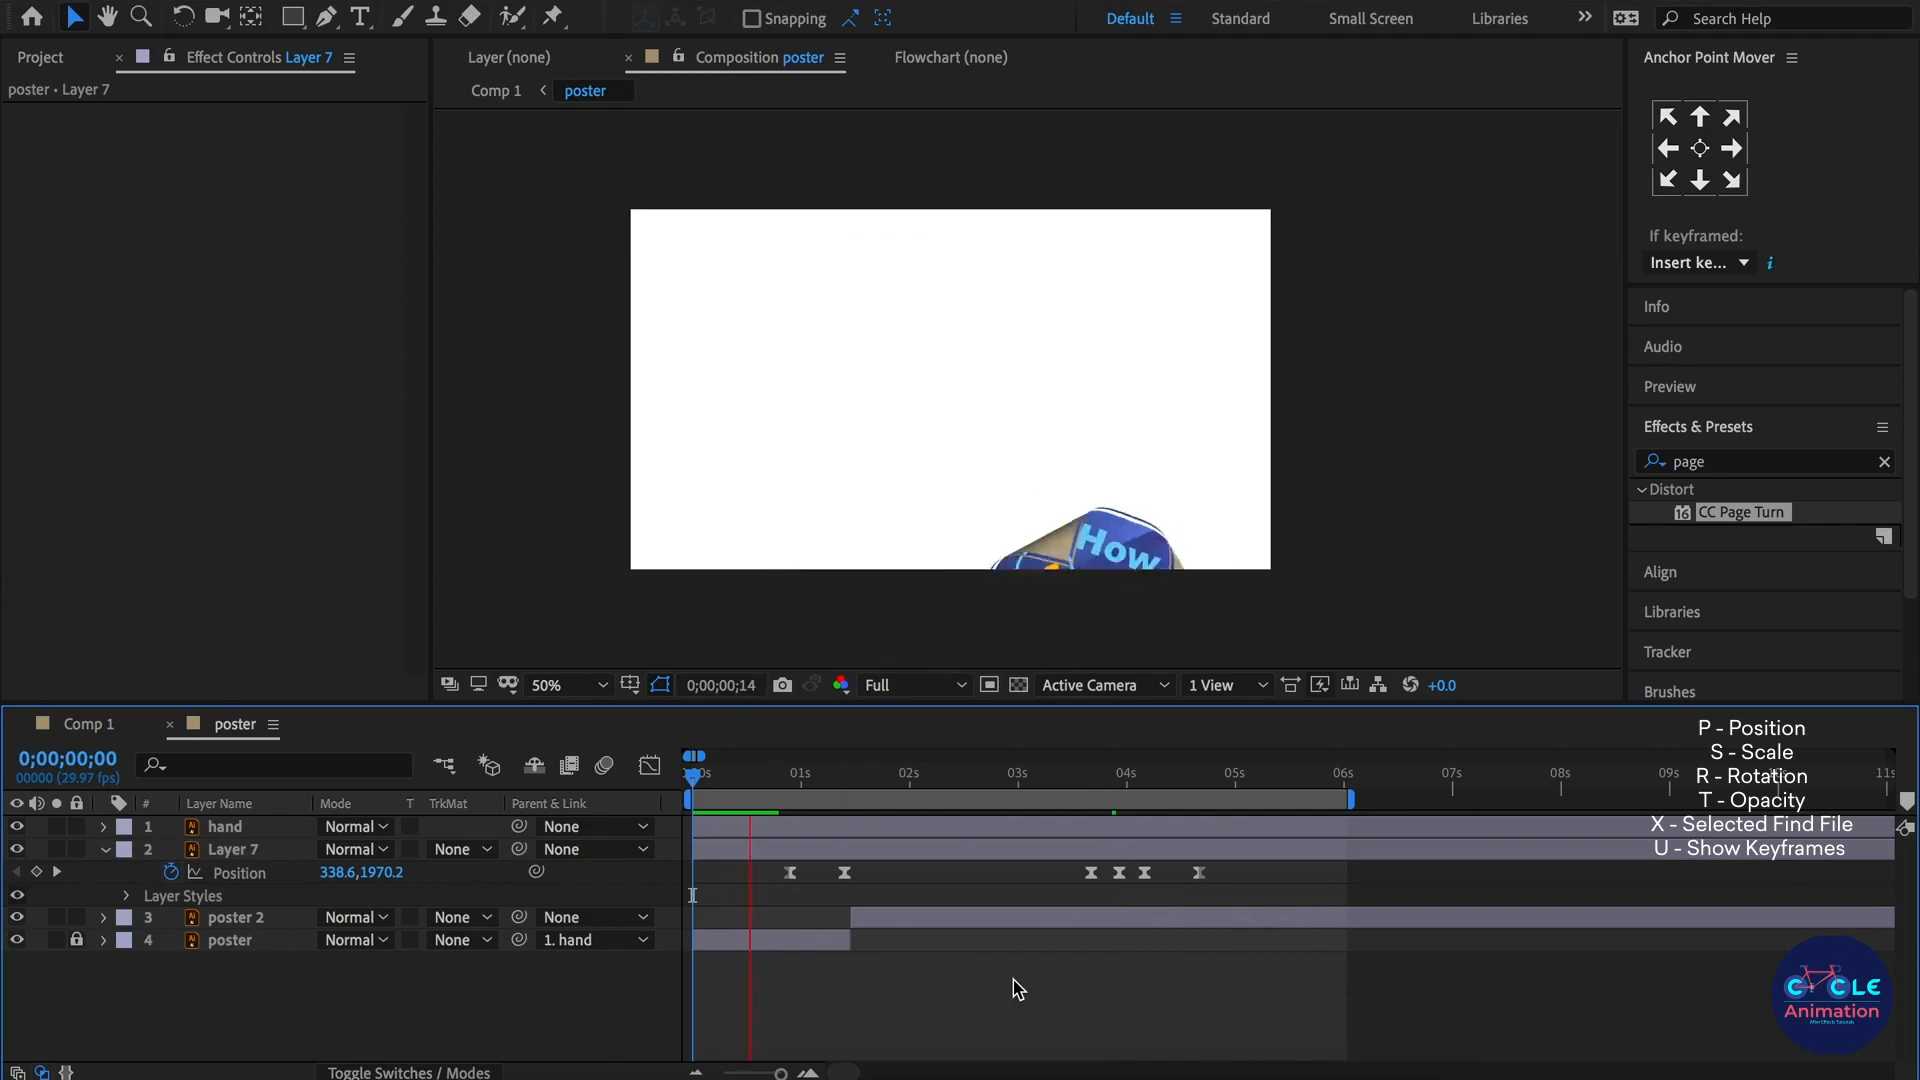 Snapping
Default
Standard
Small Screen
Libraries
Search Help
Project
Effect Controls Layer 7
Layer (none)
Composition poster
Flowchart (none)
Anchor Point Mover
poster • Layer 7
Comp 1
poster
If keyframed:
Insert ke...
Info
Audio
Preview
Effects & Presets
page
Distort
16 CC Page Turn
Align
Libraries
Tracker
Brushes
How
50%
0;00;00;14
Full
Active Camera
1 View
+0.0
Comp 1
poster
0;00;00;00
00000 (29.97 fps)
01s 02s 03s 04s 05s 06s 07s 08s 09s 11s
P - Position
S - Scale
R - Rotation
T - Opacity
X - Selected Find File
U - Show Keyframes
# Layer Name Mode T TrkMat Parent & Link
1 hand Normal None
2 Layer 7 Normal None None
Position 338.6,1970.2
Layer Styles
3 poster 2 Normal None None
4 poster Normal None 1. hand
CYCLE
Animation
After Effects Tutorials
Toggle Switches / Modes